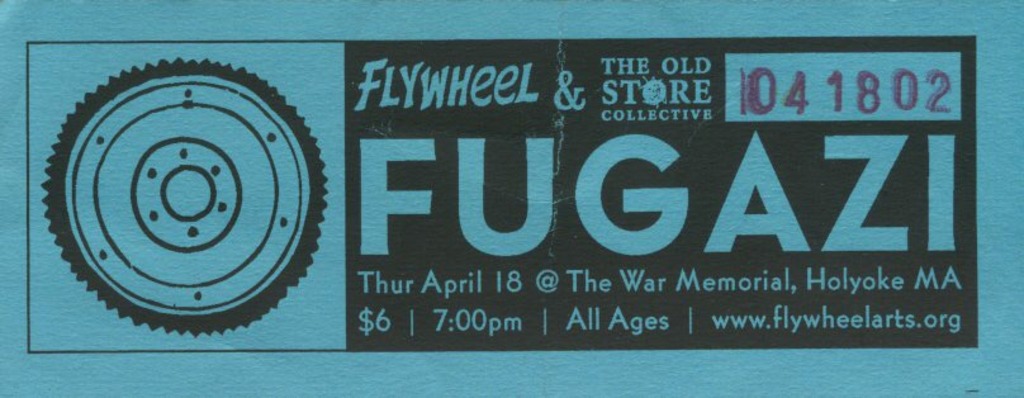 FLYWHEEL & THE OLD STORE COLLECTIVE
041802
FUGAZI
Thur April 18 @ The War Memorial, Holyoke MA
$6 | 7:00pm | All Ages | www.flywheelarts.org